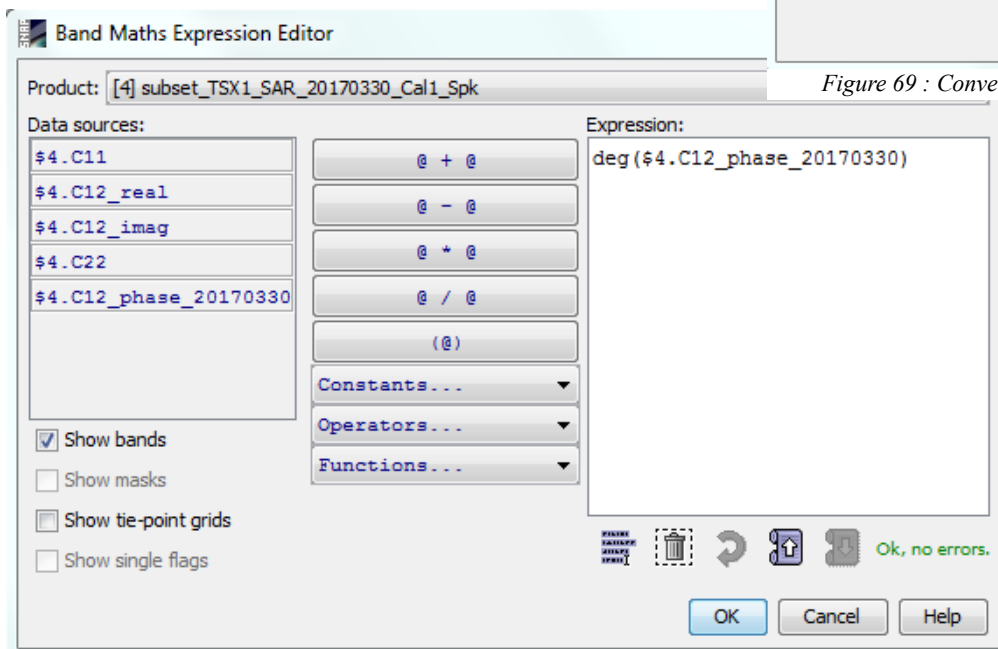 Band Maths Expression Editor
Figure 69 : Conve
Product: [4] subset_TSX1_SAR_20170330_Cal1_Spk
Data sources:
$4.C11
$4.C12_real
$4.C12_imag
$4.C22
$4.C12_phase_20170330
Show bands
Show masks
Show tie-point grids
Show single flags
@ + @
@ - @
@ * @
@ / @
(@)
Constants...
Operators...
Functions...
Expression:
deg($4.C12_phase_20170330)
Ok, no errors.
OK
Cancel
Help